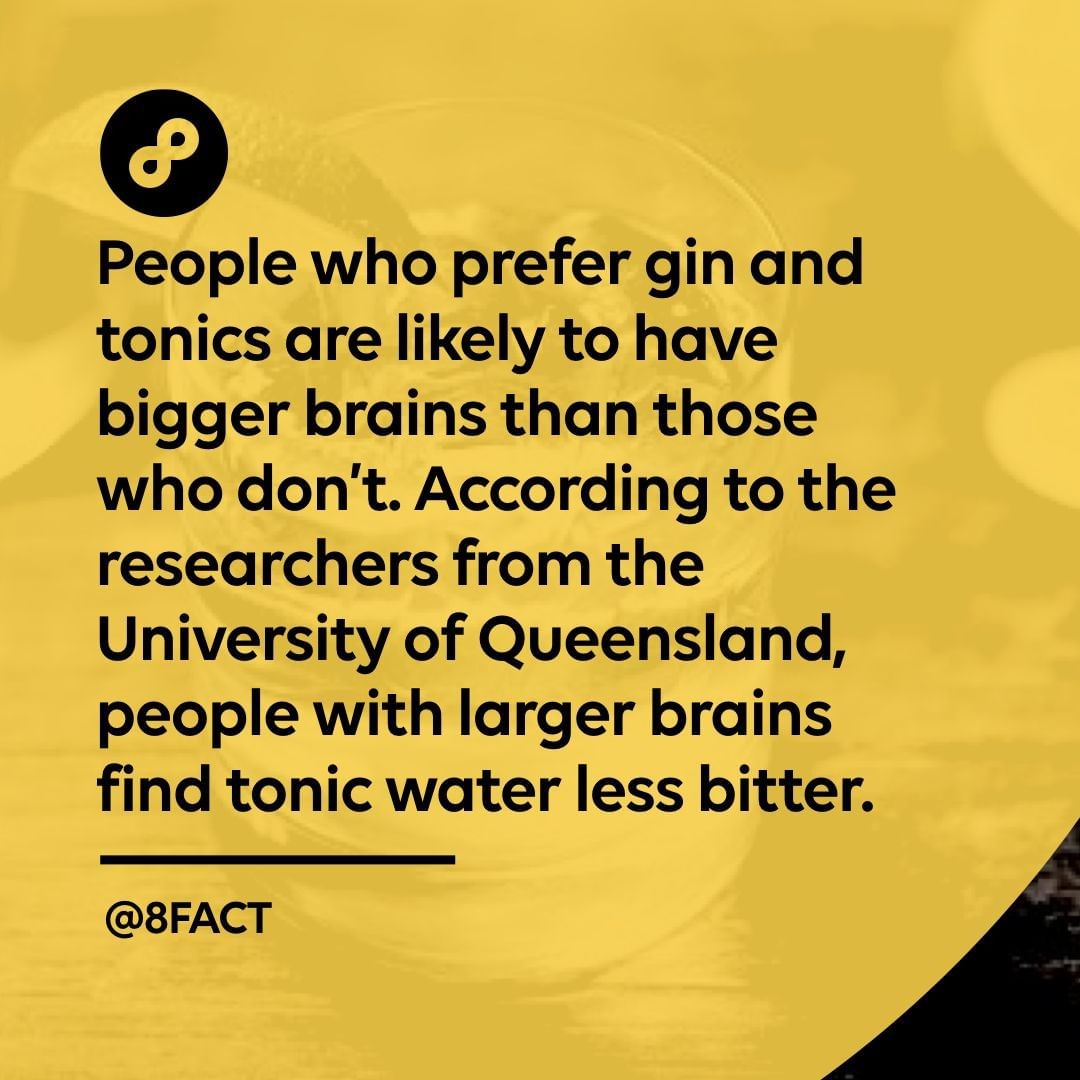 People who prefer gin and
tonics are likely to have
bigger brains than those
who don’t. According to the
researchers from the
University of Queensland,
people with larger brains
find tonic water less bitter.
@8FACT